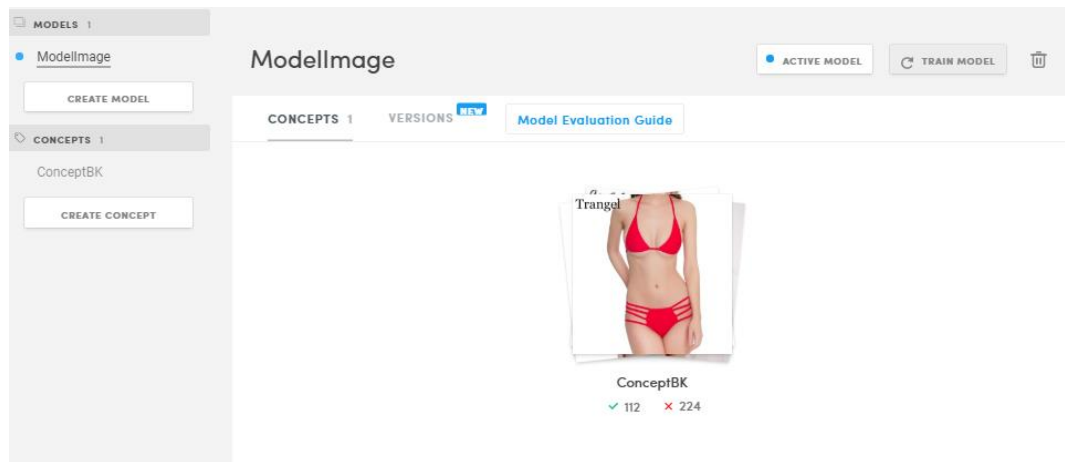 MODELS 1
ModelImage
CREATE MODEL
CONCEPTS 1
ConceptBK
CREATE CONCEPT
ModelImage
ACTIVE MODEL
TRAIN MODEL
CONCEPTS 1
VERSIONS NEW
Model Evaluation Guide
Trangel
ConceptBK
✓ 112 × 224